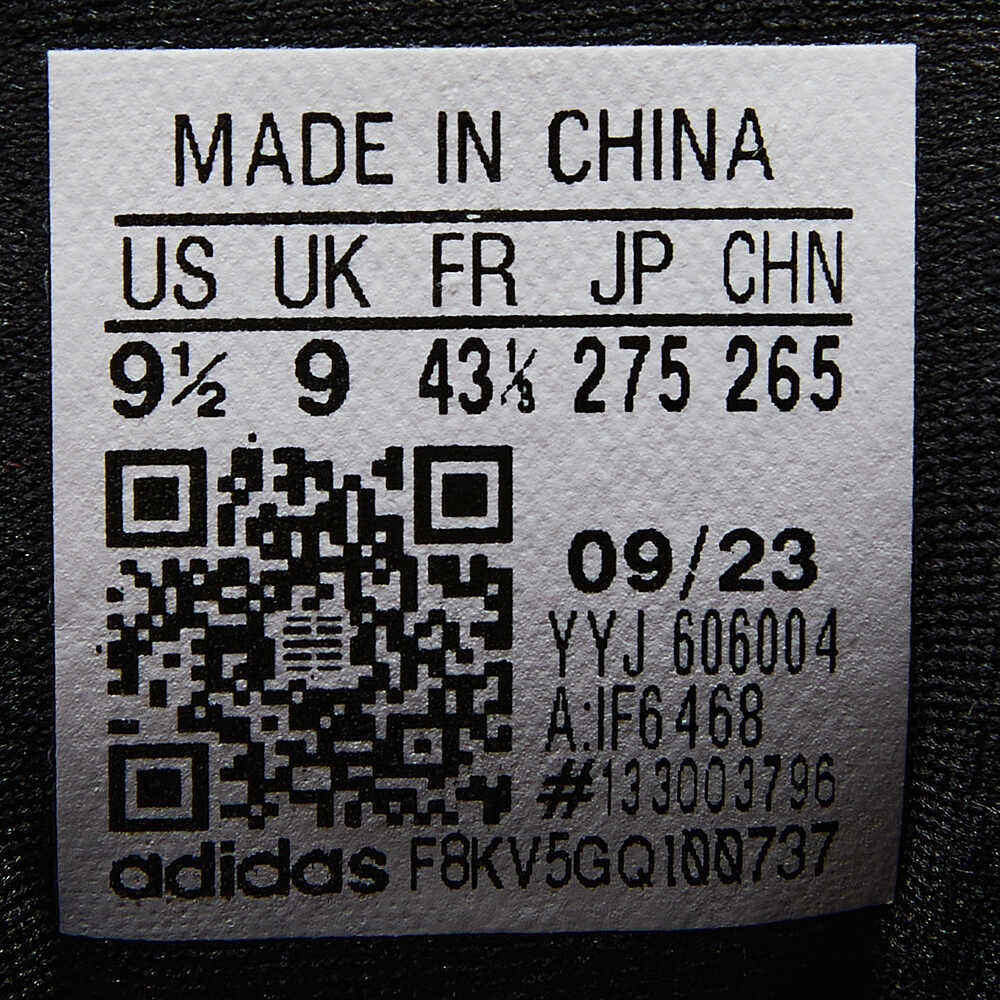 MADE IN CHINA
US UK FR JP CHN
9½ 9 43⅓ 275 265
09/23
YYJ 606004
A:IF6468
#133003796
adidas F8KV5GQ100737